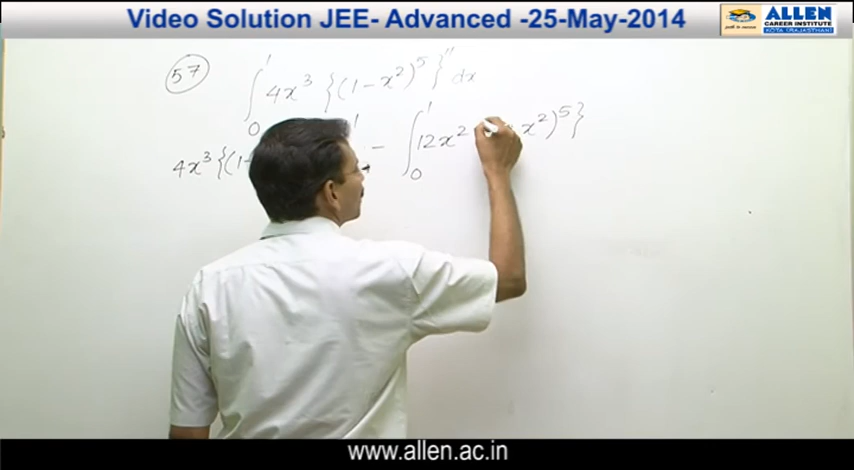 Video Solution JEE- Advanced -25-May-2014
ALLEN
CAREER INSTITUTE
KOTA (RAJASTHAN)
57
∫₀¹ 4x³ {(1-x²)⁵}'' dx
4x³{(1- - ∫₀¹ 12x² x²)⁵}
www.allen.ac.in